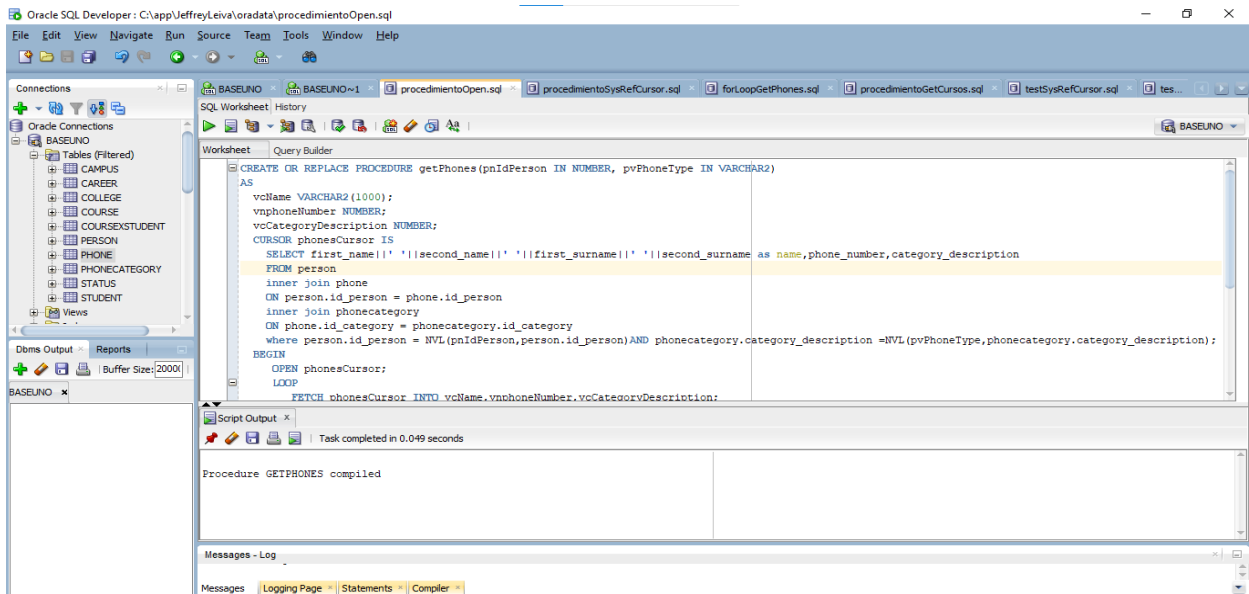 Oracle SQL Developer : C:\app\JeffreyLeiva\oradata\procedimientoOpen.sql
File Edit View Navigate Run Source Team Tools Window Help
Connections
BASEUNO
BASEUNO~1
procedimientoOpen.sql
procedimientoSysRefCursor.sql
forLoopGetPhones.sql
procedimientoGetCursos.sql
testSysRefCursor.sql
tes...
SQL Worksheet History
Oracle Connections
BASEUNO
Tables (Filtered)
CAMPUS
CAREER
COLLEGE
COURSE
COURSEXSTUDENT
PERSON
PHONE
PHONECATEGORY
STATUS
STUDENT
Views
BASEUNO
Worksheet Query Builder
CREATE OR REPLACE PROCEDURE getPhones(pnIdPerson IN NUMBER, pvPhoneType IN VARCHAR2)
AS
vcName VARCHAR2(1000);
vnphoneNumber NUMBER;
vcCategoryDescription NUMBER;
CURSOR phonesCursor IS
SELECT first_name||' '||second_name||' '||first_surname||' '||second_surname as name,phone_number,category_description
FROM person
inner join phone
ON person.id_person = phone.id_person
inner join phonecategory
ON phone.id_category = phonecategory.id_category
where person.id_person = NVL(pnIdPerson,person.id_person)AND phonecategory.category_description =NVL(pvPhoneType,phonecategory.category_description);
BEGIN
OPEN phonesCursor;
LOOP
FETCH phonesCursor INTO vcName,vnphoneNumber,vcCategoryDescription;
Dbms Output Reports
Buffer Size: 2000
BASEUNO
Script Output
Task completed in 0.049 seconds
Procedure GETPHONES compiled
Messages - Log
Messages Logging Page Statements Compiler